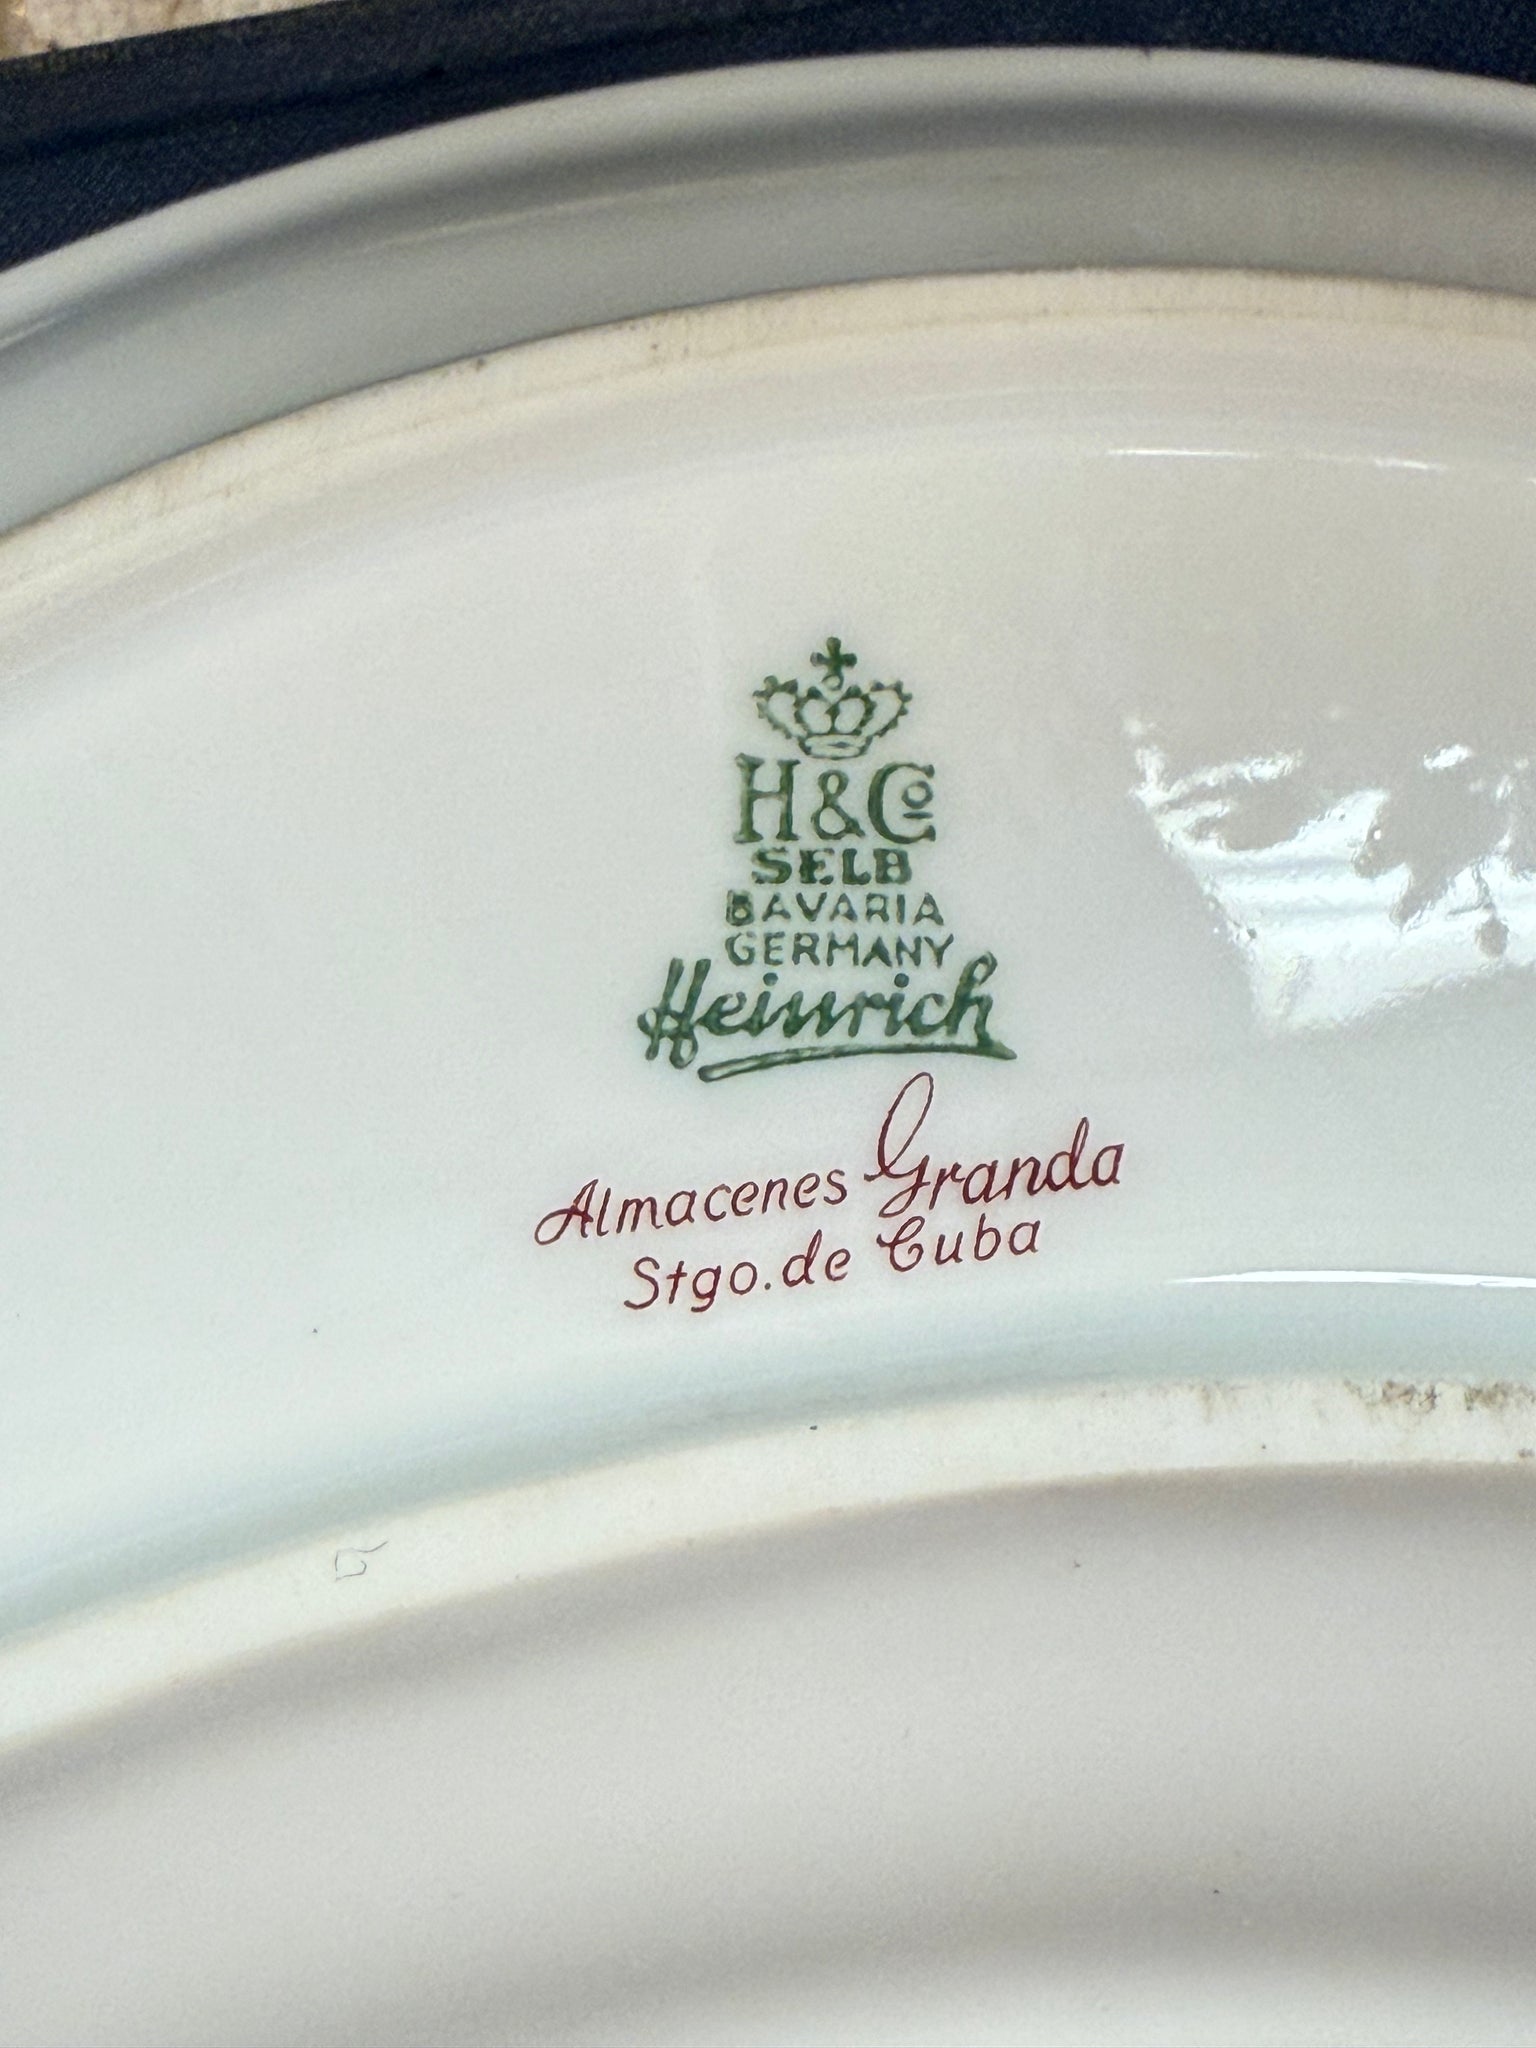 H & Co
SELB
BAVARIA
GERMANY
Heinrich
Almacenes Granda
Stgo. de Cuba